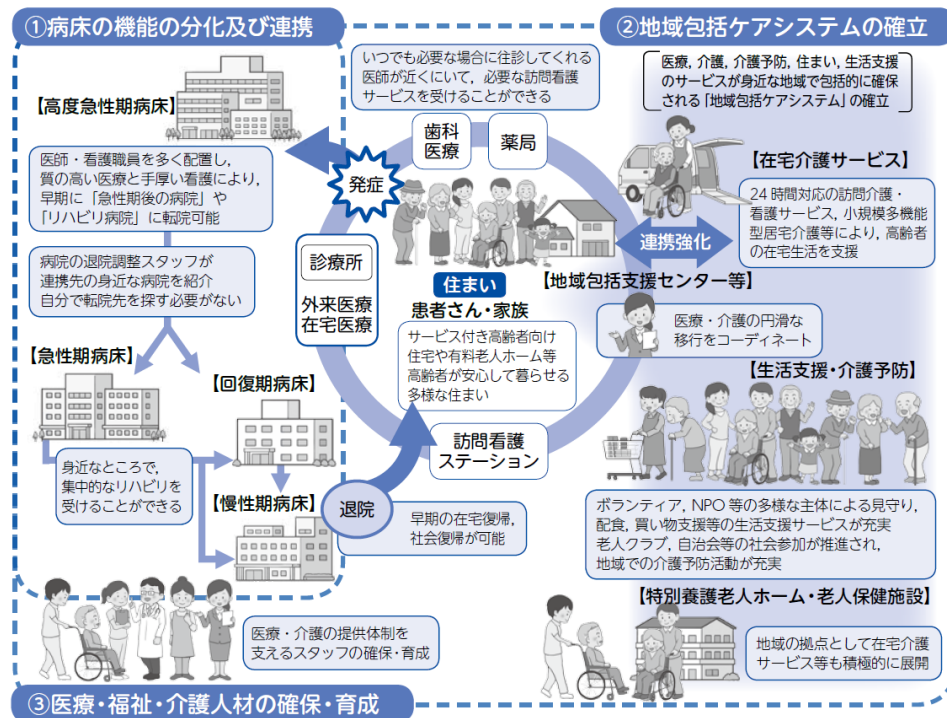 ①病床の機能の分化及び連携
【高度急性期病床】
医師・看護職員を多く配置し,
質の高い医療と手厚い看護により,
早期に「急性期後の病院」や
「リハビリ病院」に転院可能
病院の退院調整スタッフが
連携先の身近な病院を紹介
自分で転院先を探す必要がない
【急性期病床】
【回復期病床】
身近なところで,
集中的なリハビリを
受けることができる
【慢性期病床】
退院
早期の在宅復帰,
社会復帰が可能
いつでも必要な場合に往診してくれる
医師が近くにいて,必要な訪問看護
サービスを受けることができる
歯科
医療
薬局
発症
診療所
外来医療
在宅医療
住まい
患者さん・家族
サービス付き高齢者向け
住宅や有料老人ホーム等
高齢者が安心して暮らせる
多様な住まい
訪問看護
ステーション
②地域包括ケアシステムの確立
医療,介護,介護予防,住まい,生活支援
のサービスが身近な地域で包括的に確保
される「地域包括ケアシステム」の確立
【在宅介護サービス】
24時間対応の訪問介護・
看護サービス,小規模多機能
型居宅介護等により,高齢者
の在宅生活を支援
連携強化
【地域包括支援センター等】
医療・介護の円滑な
移行をコーディネート
【生活支援・介護予防】
ボランティア,NPO等の多様な主体による見守り,
配食,買い物支援等の生活支援サービスが充実
老人クラブ,自治会等の社会参加が推進され,
地域での介護予防活動が充実
【特別養護老人ホーム・老人保健施設】
地域の拠点として在宅介護
サービス等も積極的に展開
医療・介護の提供体制を
支えるスタッフの確保・育成
③医療・福祉・介護人材の確保・育成